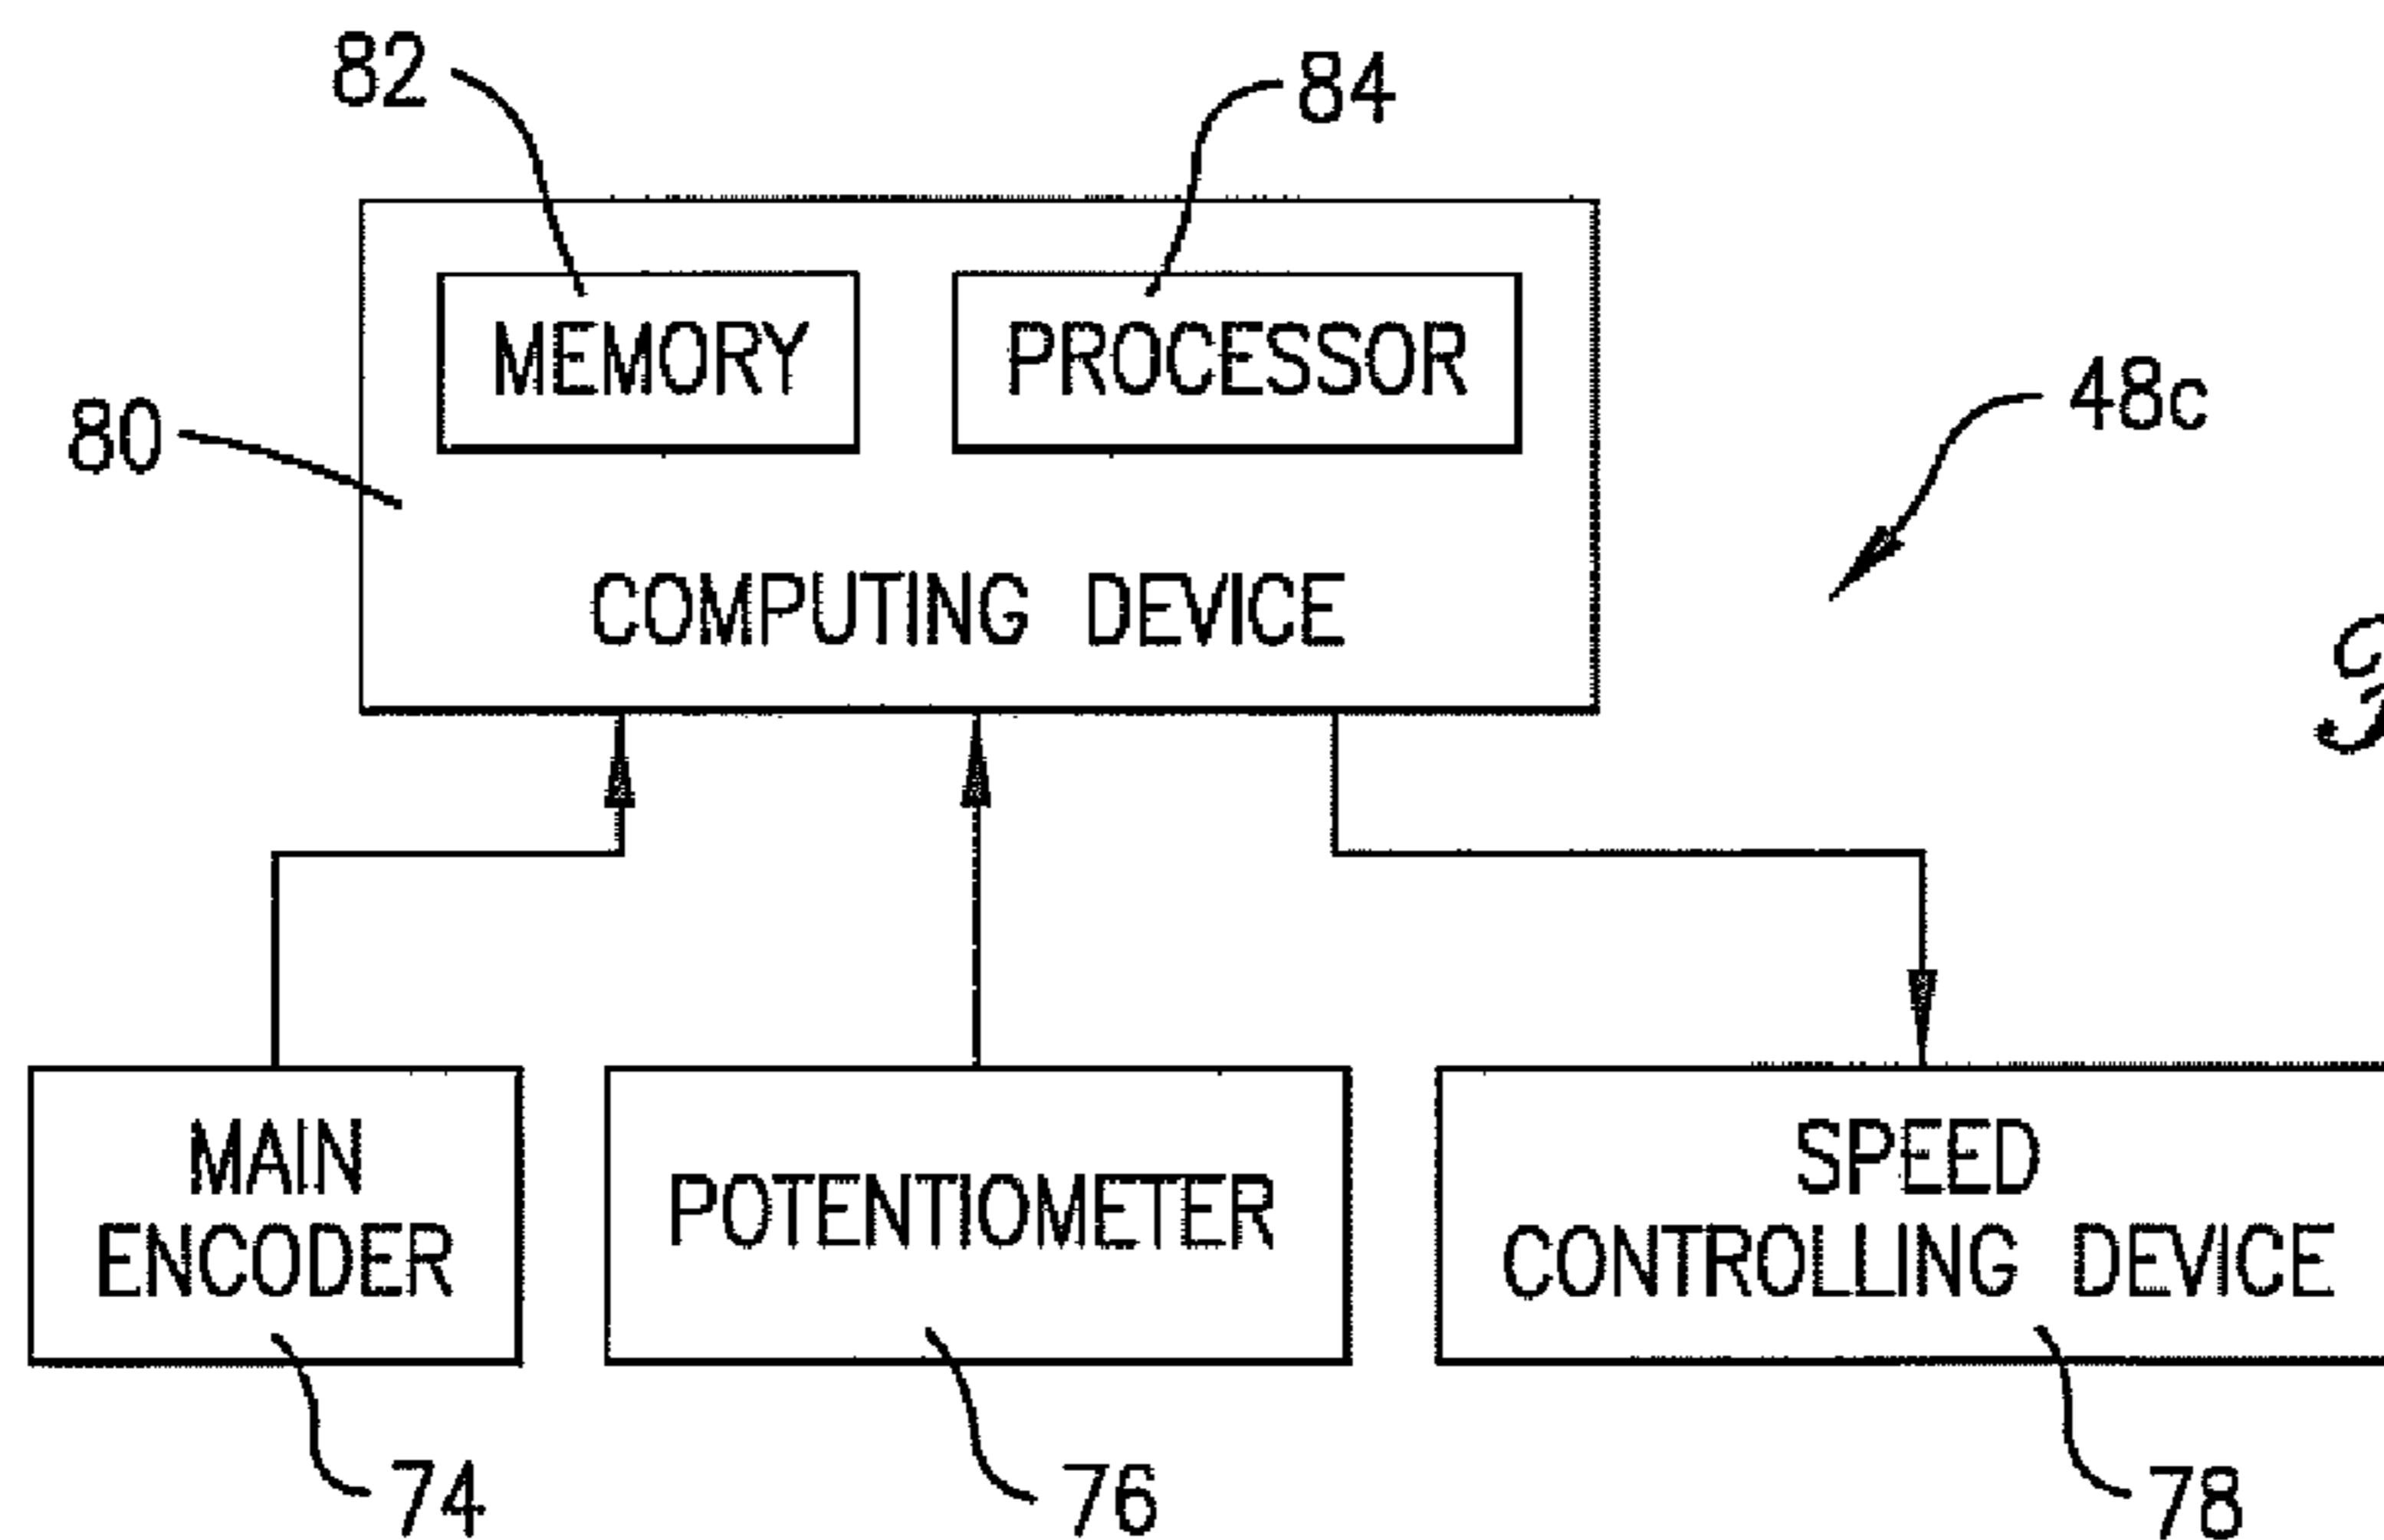 82
84
MEMORY
PROCESSOR
80
48c
COMPUTING DEVICE
MAIN
ENCODER
POTENTIOMETER
SPEED
CONTROLLING DEVICE
74
76
78